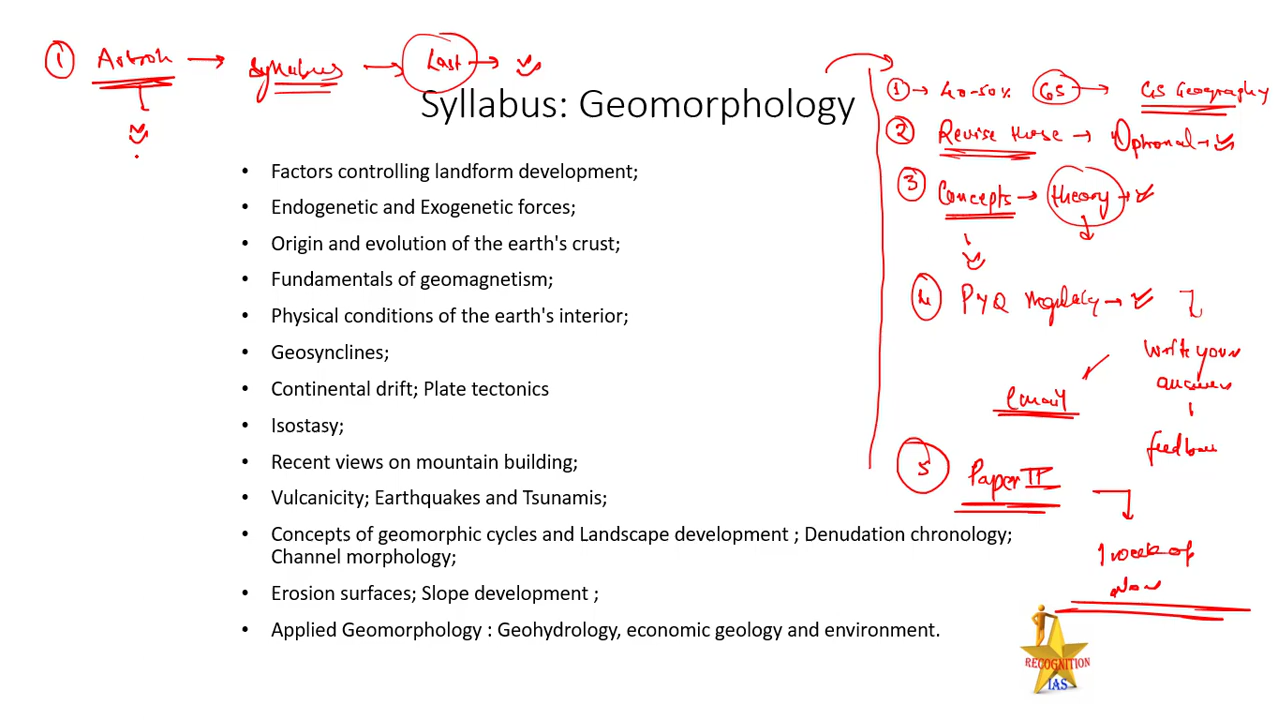 ① → Syllabus → Last →
Syllabus: Geomorphology
• Factors controlling landform development;
• Endogenetic and Exogenetic forces;
• Origin and evolution of the earth's crust;
• Fundamentals of geomagnetism;
• Physical conditions of the earth's interior;
• Geosynclines;
• Continental drift; Plate tectonics
• Isostasy;
• Recent views on mountain building;
• Vulcanicity; Earthquakes and Tsunamis;
• Concepts of geomorphic cycles and Landscape development ; Denudation chronology;
Channel morphology;
• Erosion surfaces; Slope development ;
• Applied Geomorphology : Geohydrology, economic geology and environment.
① → 40-50% GS → GS Geography
② Revise these → Optional →
③ Concepts → theory →
④ PYQ regularly →
write your
answers
feedback
Email
⑤ Paper II
1 week of
Nov
RECOGNITION
IAS